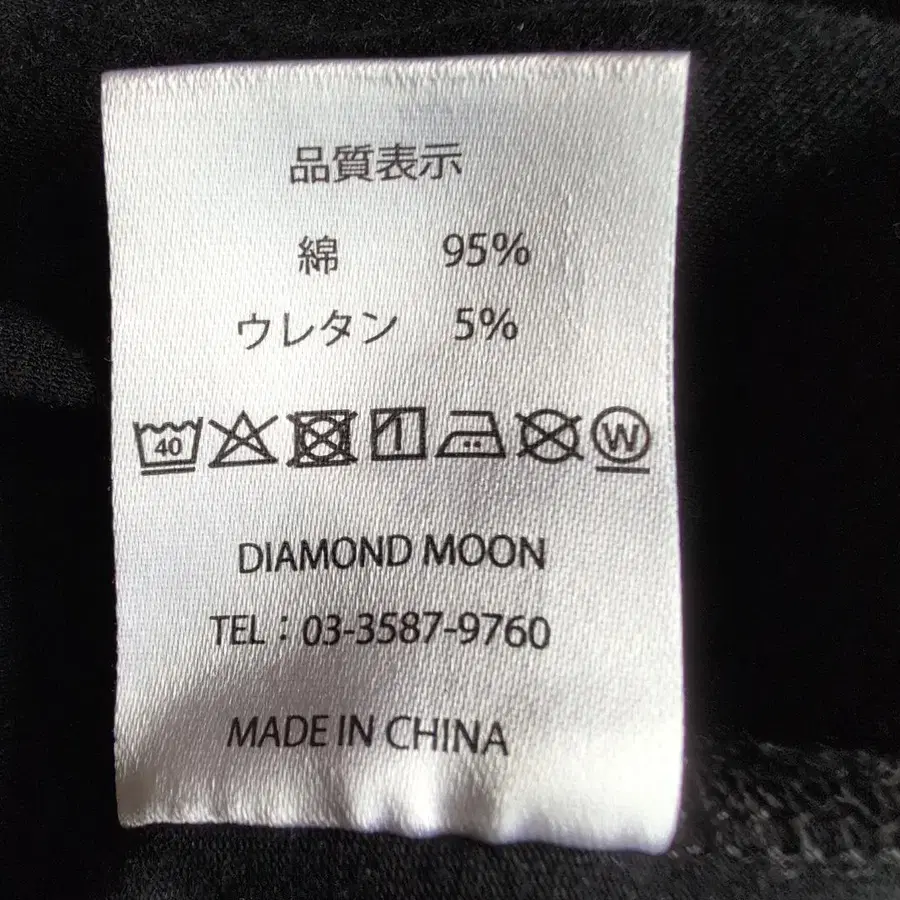 品質表示
綿 95%
ウレタン 5%
40 W
DIAMOND MOON
TEL：03-3587-9760
MADE IN CHINA